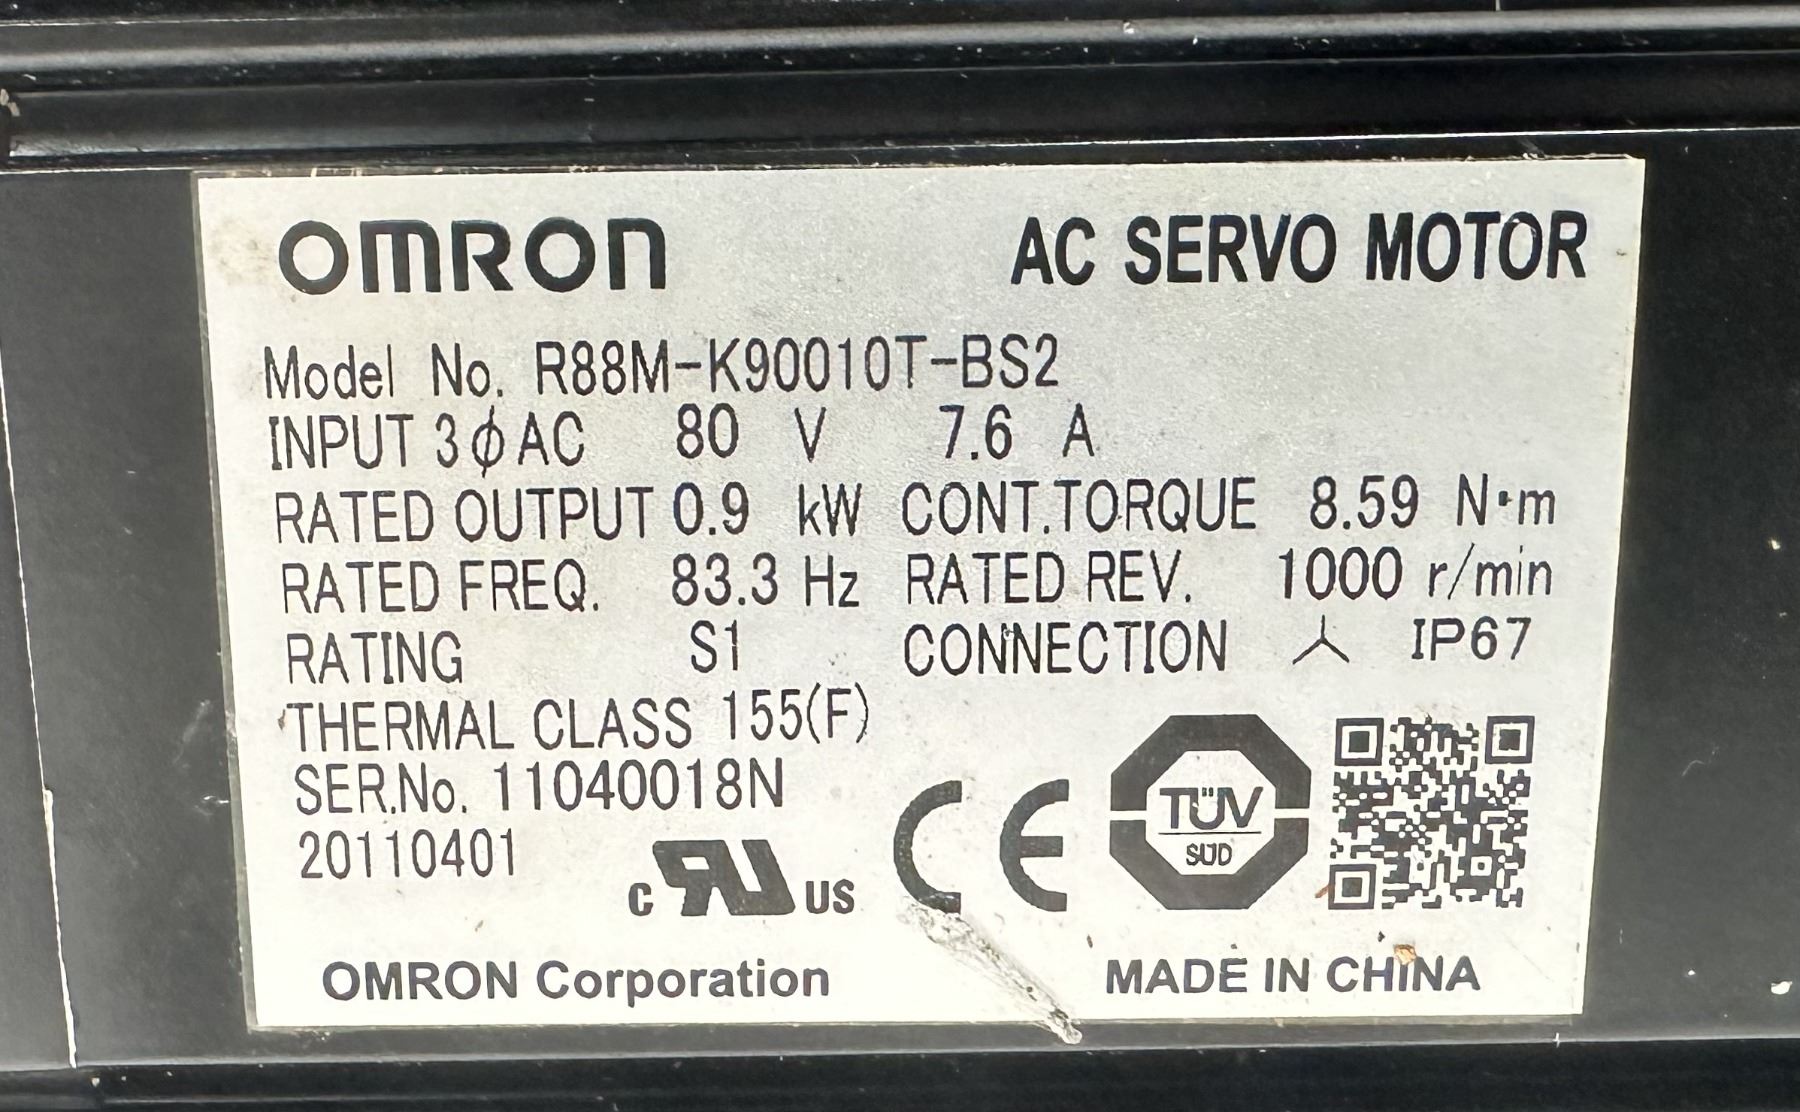 OMRON AC SERVO MOTOR
Model No. R88M-K90010T-BS2
INPUT 3ϕAC 80 V 7.6 A
RATED OUTPUT 0.9 kW CONT.TORQUE 8.59 N·m
RATED FREQ. 83.3 Hz RATED REV. 1000 r/min
RATING S1 CONNECTION IP67
THERMAL CLASS 155(F)
SER.No. 11040018N
20110401
c RU US CE TÜV SÜD
OMRON Corporation MADE IN CHINA